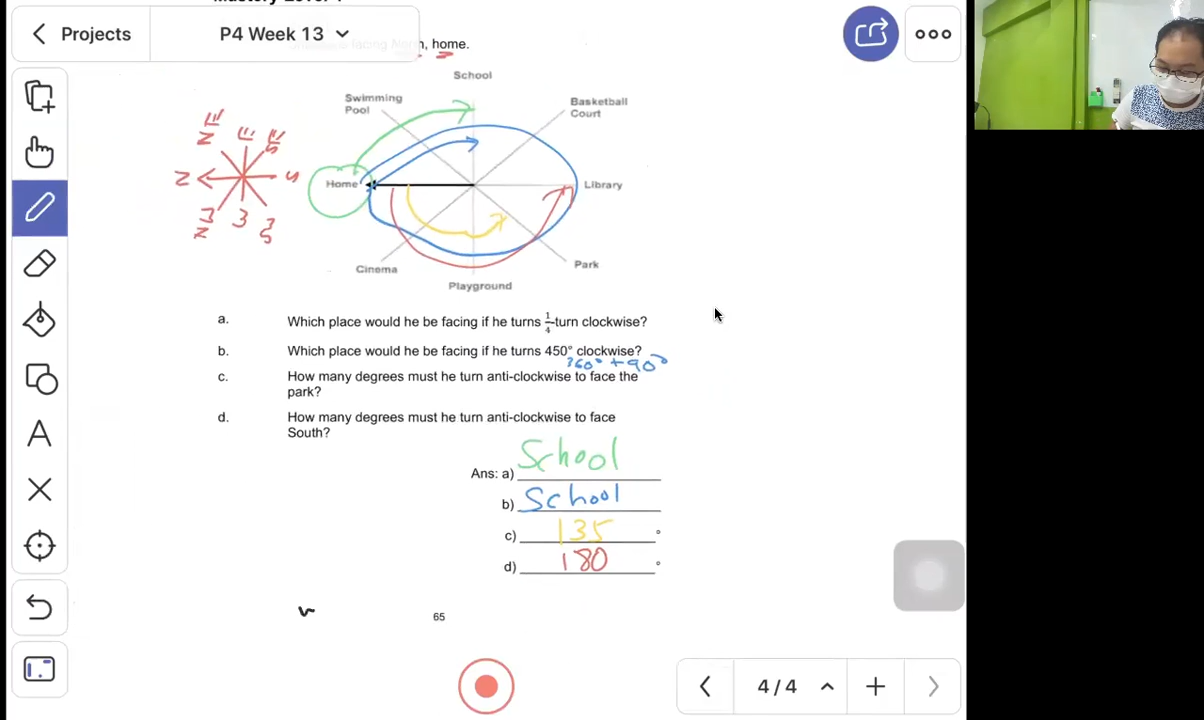 Projects
P4 Week 13
home.
School
Swimming
Pool
Basketball
Court
Home
Library
Cinema
Park
Playground
a. Which place would he be facing if he turns 1/4-turn clockwise?
b. Which place would he be facing if he turns 450° clockwise?
360° + 90°
c. How many degrees must he turn anti-clockwise to face the
park?
d. How many degrees must he turn anti-clockwise to face
South?
Ans: a) School
b) School
c) 135 °
d) 180 °
65
4 / 4